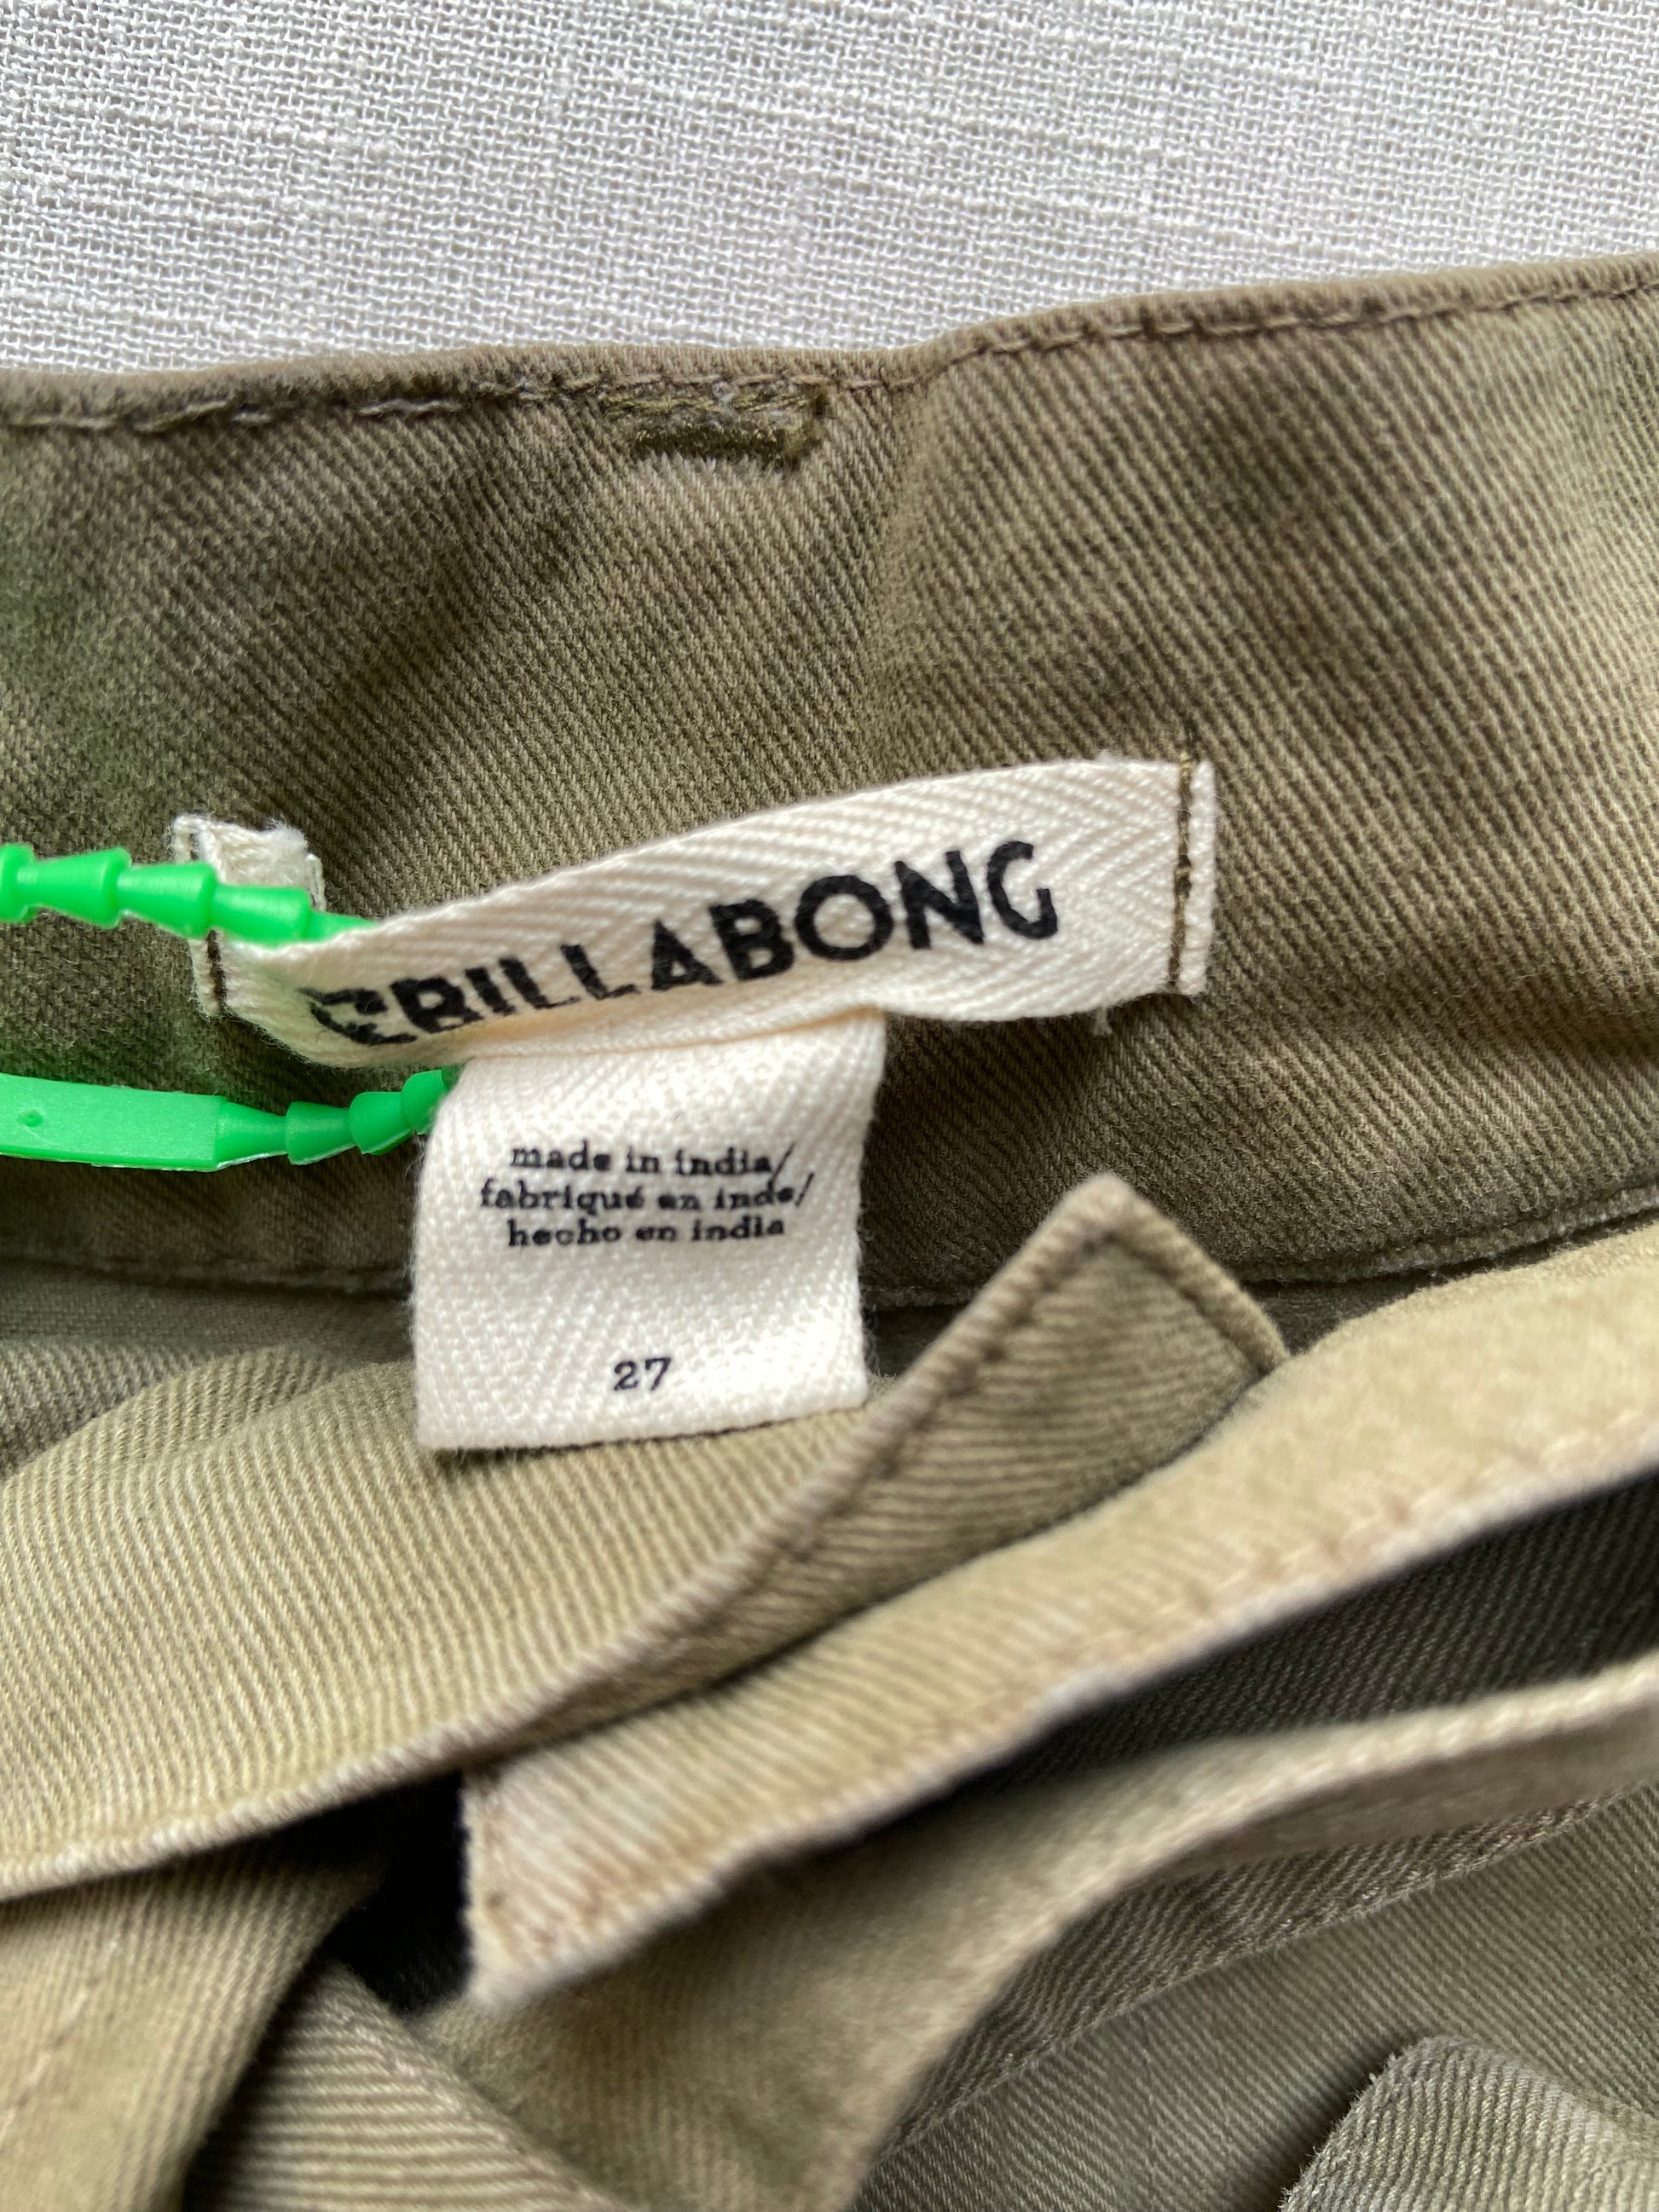 BILLABONG
made in india/
fabriqué en inde/
hecho en india
27